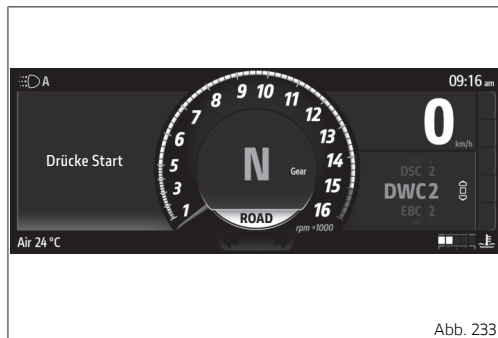 A
09:16 am
Drücke Start
1
3
5
6
7
8
9
10
11
12
13
14
15
16
rpm ×1000
N
Gear
ROAD
0
km/h
DSC 2
DWC 2
EBC 2
Air 24 °C
Abb. 233